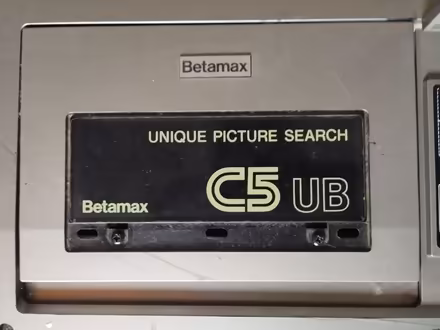 Betamax
UNIQUE PICTURE SEARCH
Betamax C5 UB